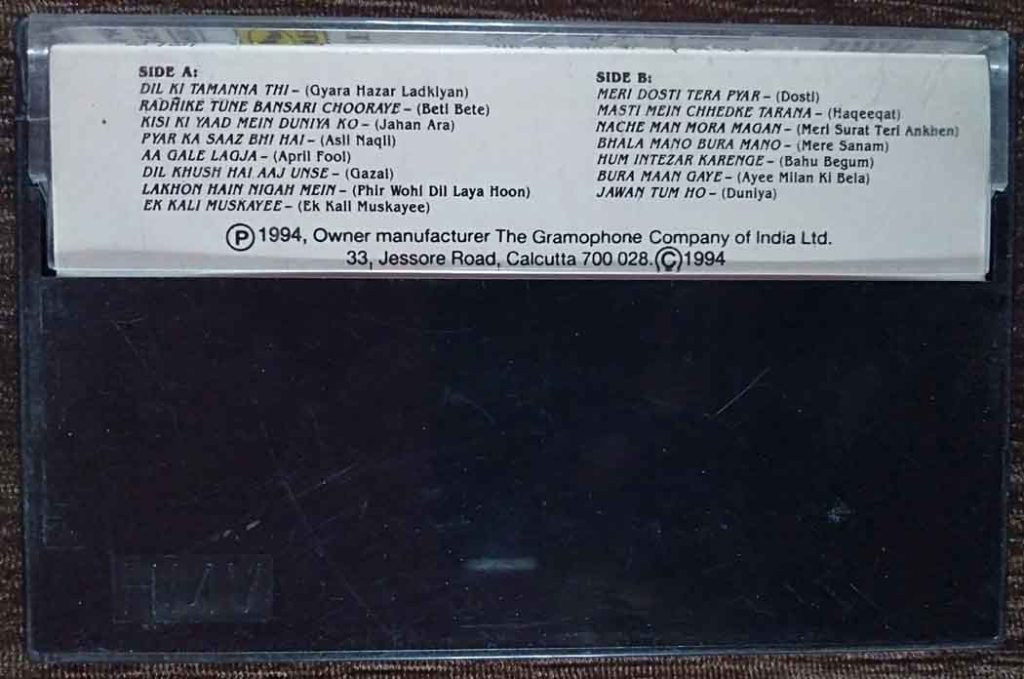 SIDE A:
DIL KI TAMANNA THI - (Gyara Hazar Ladkiyan)
RADHIKE TUNE BANSARI CHOORAYE - (Beti Bete)
KISI KI YAAD MEIN DUNIYA KO - (Jahan Ara)
PYAR KA SAAZ BHI HAI - (Asli Naqli)
AA GALE LAGJA - (April Fool)
DIL KHUSH HAI AAJ UNSE - (Gazal)
LAKHON HAIN NIGAH MEIN - (Phir Wohi Dil Laya Hoon)
EK KALI MUSKAYEE - (Ek Kali Muskayee)
SIDE B:
MERI DOSTI TERA PYAR - (Dosti)
MASTI MEIN CHHEDKE TARANA - (Haqeeqat)
NACHE MAN MORA MAGAN - (Meri Surat Teri Ankhen)
BHALA MANO BURA MANO - (Mere Sanam)
HUM INTEZAR KARENGE - (Bahu Begum)
BURA MAAN GAYE - (Ayee Milan Ki Bela)
JAWAN TUM HO - (Duniya)
Ⓟ 1994, Owner manufacturer The Gramophone Company of India Ltd.
33, Jessore Road, Calcutta 700 028. © 1994
HMV